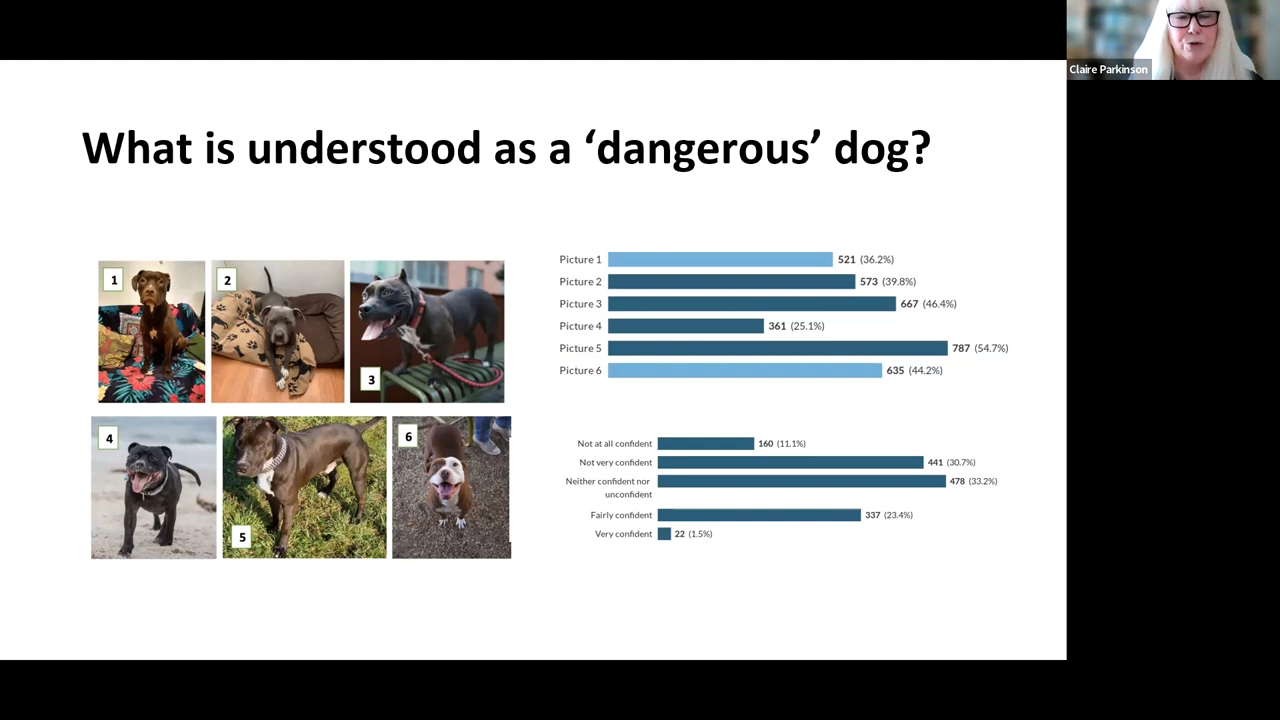 Claire Parkinson
What is understood as a ‘dangerous’ dog?
1
2
3
4
5
6
Picture 1 521 (36.2%)
Picture 2 573 (39.8%)
Picture 3 667 (46.4%)
Picture 4 361 (25.1%)
Picture 5 787 (54.7%)
Picture 6 635 (44.2%)
Not at all confident 160 (11.1%)
Not very confident 441 (30.7%)
Neither confident nor 478 (33.2%)
unconfident
Fairly confident 337 (23.4%)
Very confident 22 (1.5%)